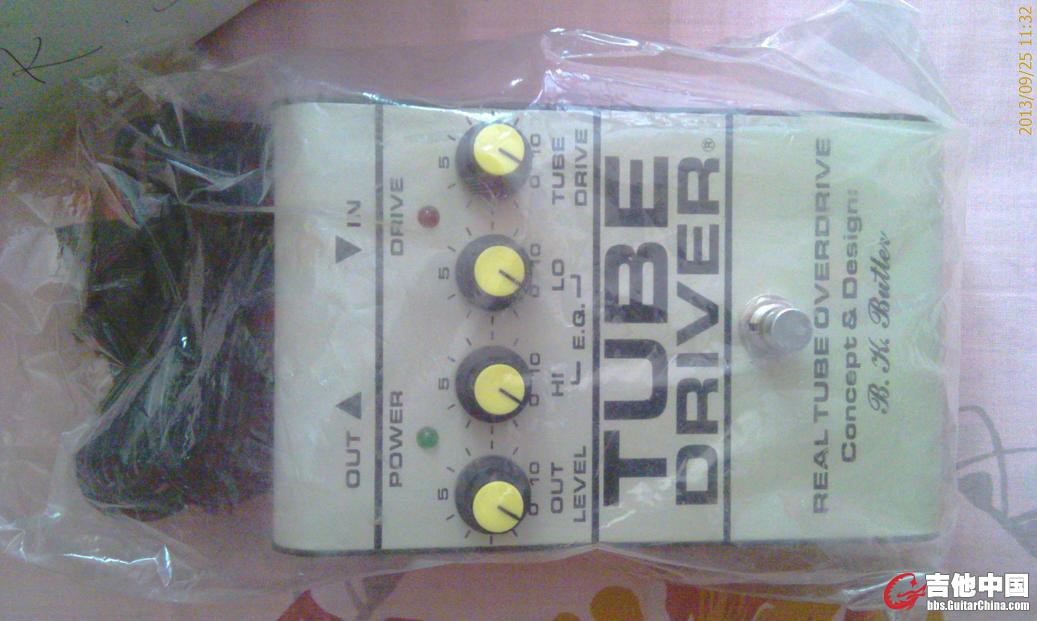 OUT ▲ ▼ IN
POWER DRIVE
5 5 5 5
0 10 0 10 0 10 0 10
OUT HI LO TUBE
LEVEL E.Q. DRIVE
TUBE
DRIVER®
REAL TUBE OVERDRIVE
Concept & Design:
B. K. Butler
K
2013/09/25 11:32
吉他中国
bbs.GuitarChina.com